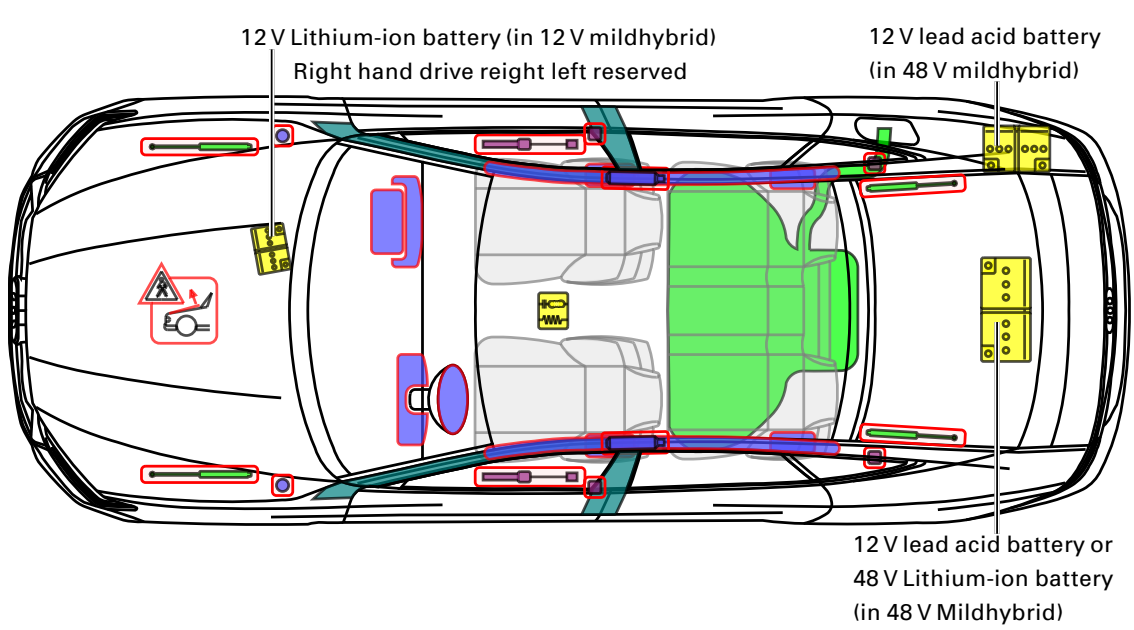 12 V Lithium-ion battery (in 12 V mildhybrid)
Right hand drive reight left reserved
12 V lead acid battery
(in 48 V mildhybrid)
12 V lead acid battery or
48 V Lithium-ion battery
(in 48 V Mildhybrid)